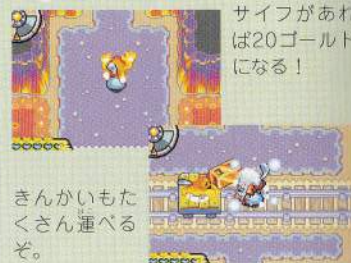 サイフがあれ
ば20ゴールド
になる！
きんかいもた
くさん運べる
ぞ。